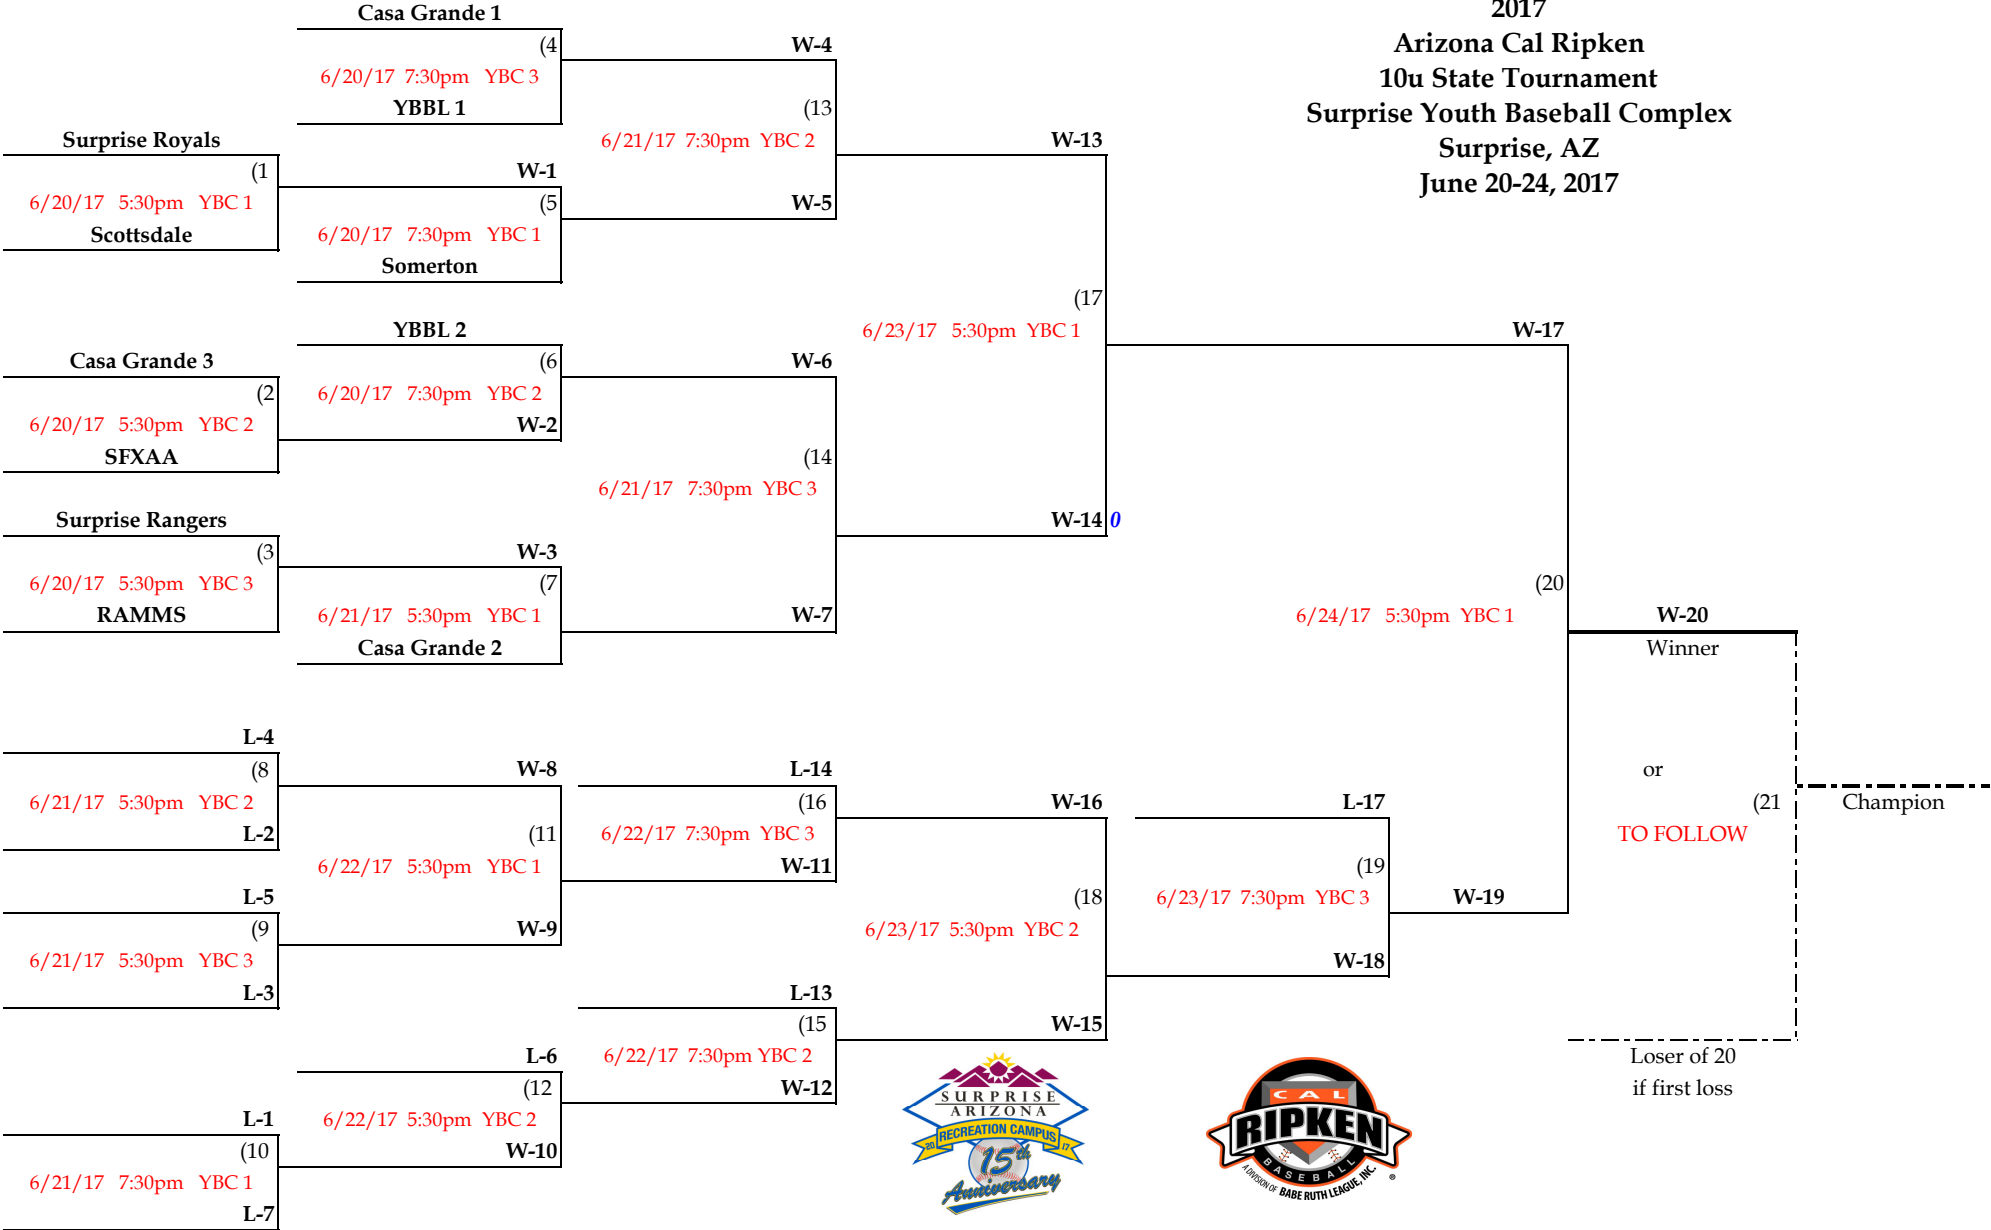 2017
Arizona Cal Ripken
10u State Tournament
Surprise Youth Baseball Complex
Surprise, AZ
June 20-24, 2017
Casa Grande 1
(4
6/20/17 7:30pm YBC 3
YBBL 1
W-4
(13
6/21/17 7:30pm YBC 2
W-5
Surprise Royals
(1
6/20/17 5:30pm YBC 1
Scottsdale
W-1
(5
6/20/17 7:30pm YBC 1
Somerton
W-13
(17
6/23/17 5:30pm YBC 1
W-14 0
YBBL 2
(6
6/20/17 7:30pm YBC 2
W-2
Casa Grande 3
(2
6/20/17 5:30pm YBC 2
SFXAA
W-6
(14
6/21/17 7:30pm YBC 3
W-7
Surprise Rangers
(3
6/20/17 5:30pm YBC 3
RAMMS
W-3
(7
6/21/17 5:30pm YBC 1
Casa Grande 2
W-17
(20
6/24/17 5:30pm YBC 1
W-20
Winner
or
(21
TO FOLLOW
Champion
Loser of 20
if first loss
L-4
(8
6/21/17 5:30pm YBC 2
L-2
W-8
(11
6/22/17 5:30pm YBC 1
W-9
L-5
(9
6/21/17 5:30pm YBC 3
L-3
L-14
(16
6/22/17 7:30pm YBC 3
W-11
W-16
(18
6/23/17 5:30pm YBC 2
W-15
L-17
(19
6/23/17 7:30pm YBC 3
W-18
W-19
L-13
(15
6/22/17 7:30pm YBC 2
W-12
L-6
(12
6/22/17 5:30pm YBC 2
W-10
L-1
(10
6/21/17 7:30pm YBC 1
L-7
SURPRISE
ARIZONA
20 RECREATION CAMPUS 17
15th
Anniversary
CAL
RIPKEN
BASEBALL
A DIVISION OF BABE RUTH LEAGUE, INC.
®